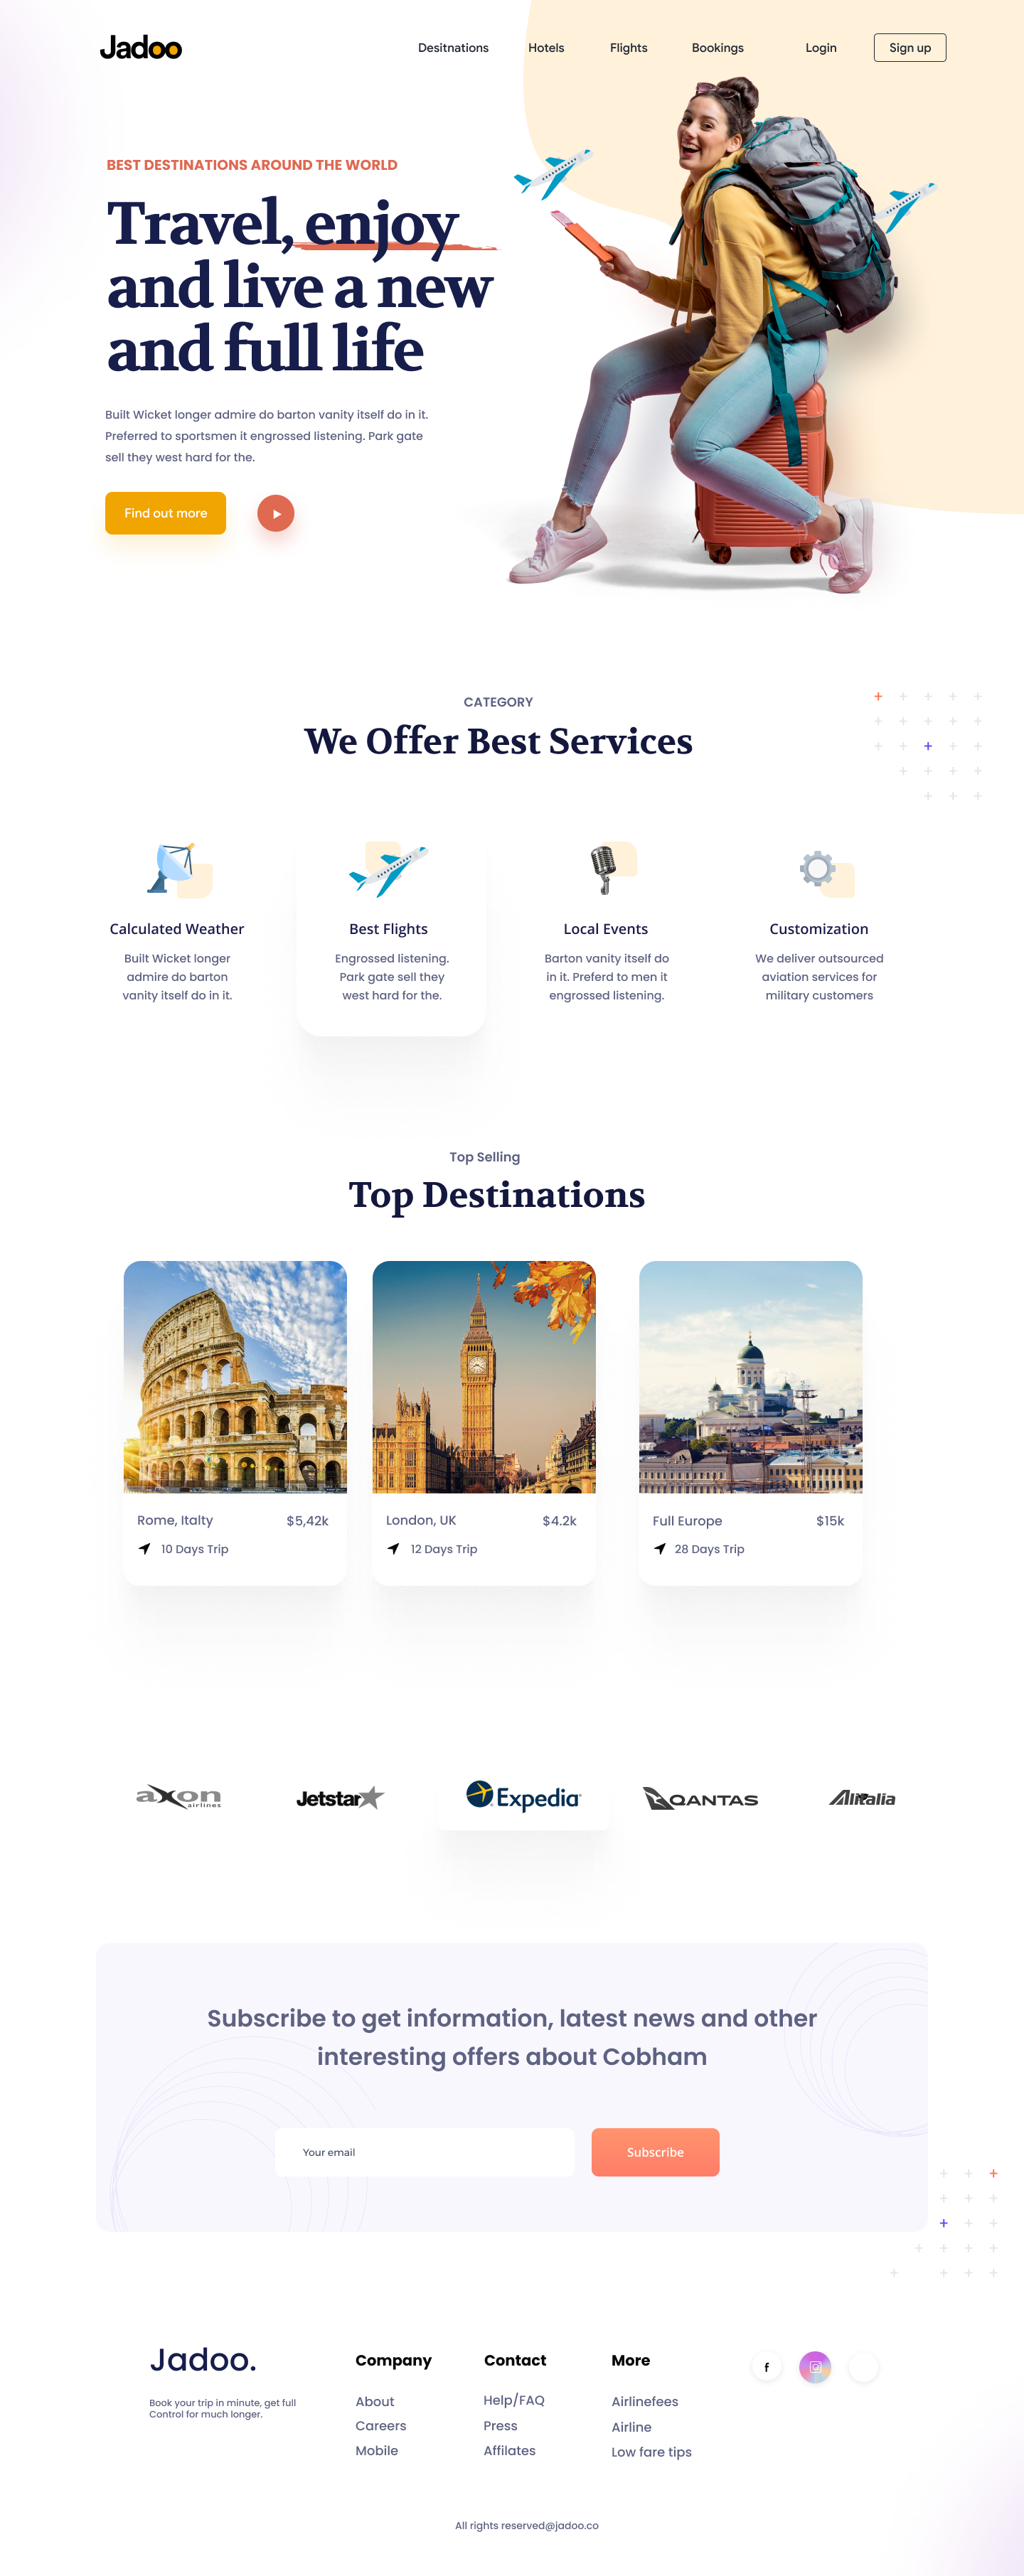 Jadoo
Desitnations
Hotels
Flights
Bookings
Login
Sign up
BEST DESTINATIONS AROUND THE WORLD
Travel, enjoy
and live a new
and full life
Built Wicket longer admire do barton vanity itself do in it.
Preferred to sportsmen it engrossed listening. Park gate
sell they west hard for the.
Find out more
CATEGORY
We Offer Best Services
Calculated Weather
Built Wicket longer
admire do barton
vanity itself do in it.
Best Flights
Engrossed listening.
Park gate sell they
west hard for the.
Local Events
Barton vanity itself do
in it. Preferd to men it
engrossed listening.
Customization
We deliver outsourced
aviation services for
military customers
Top Selling
Top Destinations
Rome, Italty
$5,42k
10 Days Trip
London, UK
$4.2k
12 Days Trip
Full Europe
$15k
28 Days Trip
axon
airlines
Jetstar
Expedia
QANTAS
Alitalia
Subscribe to get information, latest news and other
interesting offers about Cobham
Your email
Subscribe
Jadoo.
Book your trip in minute, get full
Control for much longer.
Company
About
Careers
Mobile
Contact
Help/FAQ
Press
Affilates
More
Airlinefees
Airline
Low fare tips
f
All rights reserved@jadoo.co